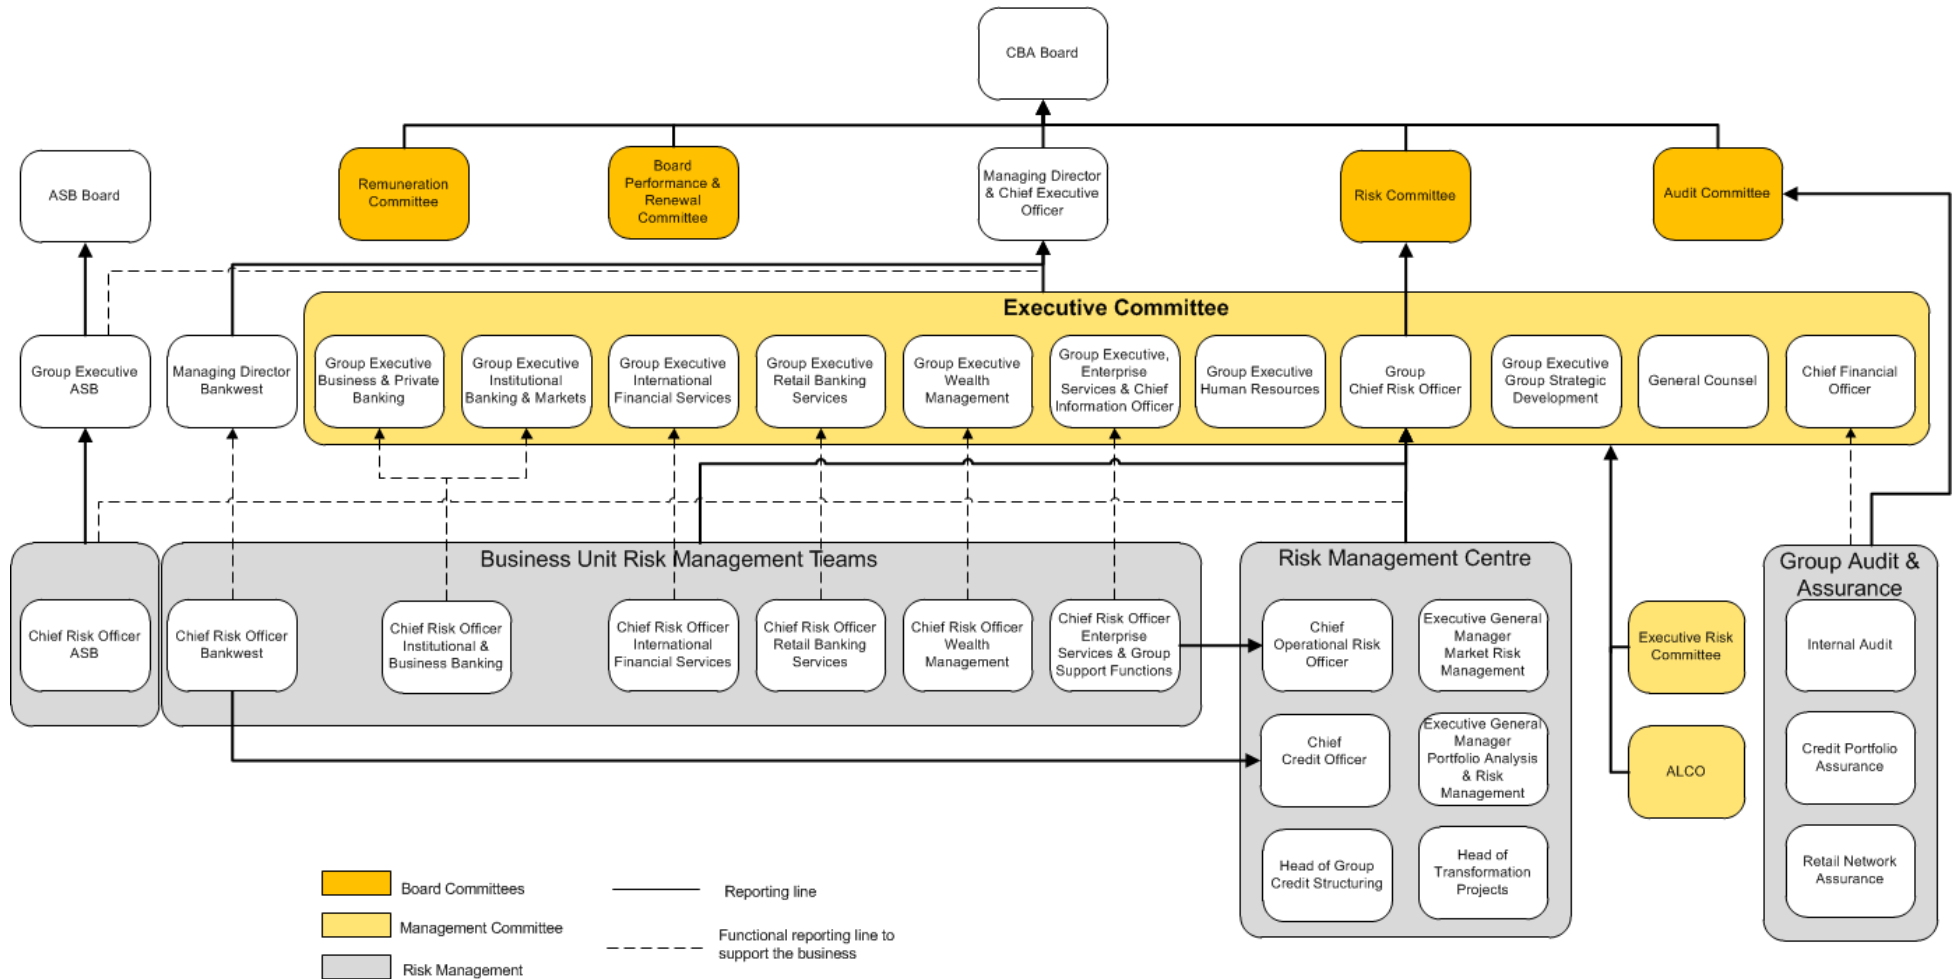 CBA Board
ASB Board
Remuneration
Committee
Board
Performance &
Renewal
Committee
Managing Director
& Chief Executive
Officer
Risk Committee
Audit Committee
Executive Committee
Group Executive
ASB
Managing Director
Bankwest
Group Executive
Business & Private
Banking
Group Executive
Institutional
Banking & Markets
Group Executive
International
Financial Services
Group Executive
Retail Banking
Services
Group Executive
Wealth
Management
Group Executive,
Enterprise
Services & Chief
Information Officer
Group Executive
Human Resources
Group
Chief Risk Officer
Group Executive
Group Strategic
Development
General Counsel
Chief Financial
Officer
Business Unit Risk Management Teams
Risk Management Centre
Group Audit &
Assurance
Chief Risk Officer
ASB
Chief Risk Officer
Bankwest
Chief Risk Officer
Institutional &
Business Banking
Chief Risk Officer
International
Financial Services
Chief Risk Officer
Retail Banking
Services
Chief Risk Officer
Wealth
Management
Chief Risk Officer
Enterprise
Services & Group
Support Functions
Chief
Operational Risk
Officer
Executive General
Manager
Market Risk
Management
Executive Risk
Committee
Internal Audit
Chief
Credit Officer
Executive General
Manager
Portfolio Analysis
& Risk
Management
ALCO
Credit Portfolio
Assurance
Head of Group
Credit Structuring
Head of
Transformation
Projects
Retail Network
Assurance
Board Committees
Reporting line
Management Committee
Functional reporting line to
support the business
Risk Management